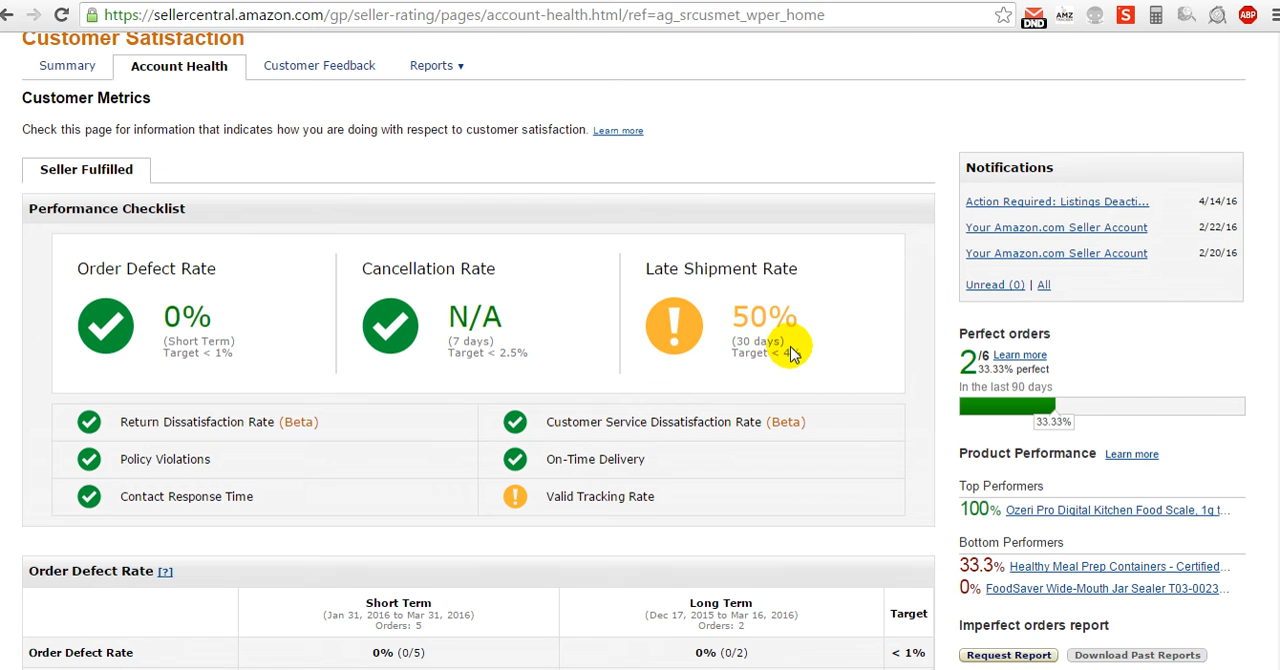 https://sellercentral.amazon.com/gp/seller-rating/pages/account-health.html/ref=ag_srcusmet_wper_home
DND
AMZ
S
ABP
Customer Satisfaction
Summary
Account Health
Customer Feedback
Reports ▾
Customer Metrics
Check this page for information that indicates how you are doing with respect to customer satisfaction. Learn more
Seller Fulfilled
Performance Checklist
Order Defect Rate
0%
(Short Term)
Target < 1%
Cancellation Rate
N/A
(7 days)
Target < 2.5%
Late Shipment Rate
50%
(30 days)
Target < 4
Return Dissatisfaction Rate (Beta)
Customer Service Dissatisfaction Rate (Beta)
Policy Violations
On-Time Delivery
Contact Response Time
Valid Tracking Rate
Order Defect Rate [?]
Short Term
(Jan 31, 2016 to Mar 31, 2016)
Orders: 5
Long Term
(Dec 17, 2015 to Mar 16, 2016)
Orders: 2
Target
Order Defect Rate
0% (0/5)
0% (0/2)
< 1%
Notifications
Action Required: Listings Deacti... 4/14/16
Your Amazon.com Seller Account 2/22/16
Your Amazon.com Seller Account 2/20/16
Unread (0) | All
Perfect orders
2/6 Learn more
33.33% perfect
In the last 90 days
33.33%
Product Performance Learn more
Top Performers
100% Ozeri Pro Digital Kitchen Food Scale, 1g t...
Bottom Performers
33.3% Healthy Meal Prep Containers - Certified...
0% FoodSaver Wide-Mouth Jar Sealer T03-0023...
Imperfect orders report
Request Report
Download Past Reports